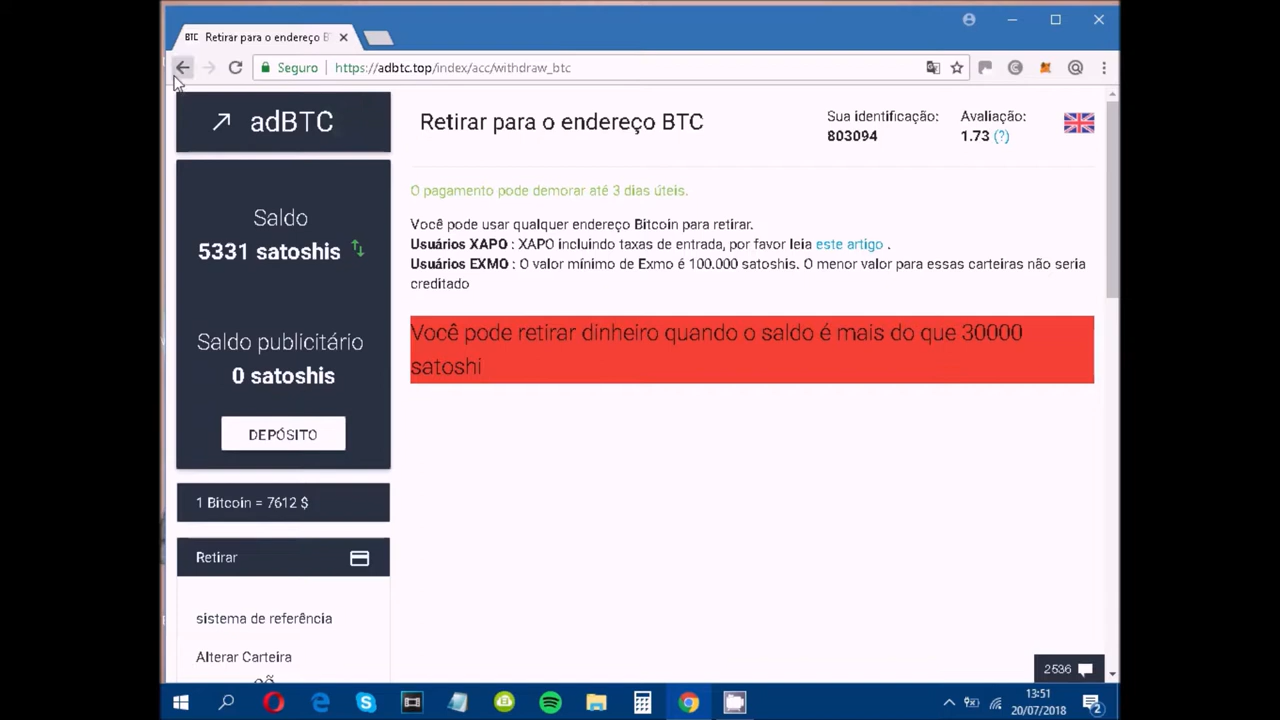 BTC Retirar para o endereço B
Seguro https://adbtc.top/index/acc/withdraw_btc
adBTC
Retirar para o endereço BTC
Sua identificação:
803094
Avaliação:
1.73 (?)
Saldo
5331 satoshis
Saldo publicitário
0 satoshis
DEPÓSITO
1 Bitcoin = 7612 $
Retirar
sistema de referência
Alterar Carteira
O pagamento pode demorar até 3 dias úteis.
Você pode usar qualquer endereço Bitcoin para retirar.
Usuários XAPO : XAPO incluindo taxas de entrada, por favor leia este artigo .
Usuários EXMO : O valor mínimo de Exmo é 100.000 satoshis. O menor valor para essas carteiras não seria
creditado
Você pode retirar dinheiro quando o saldo é mais do que 30000
satoshi
2536
13:51
20/07/2018
2